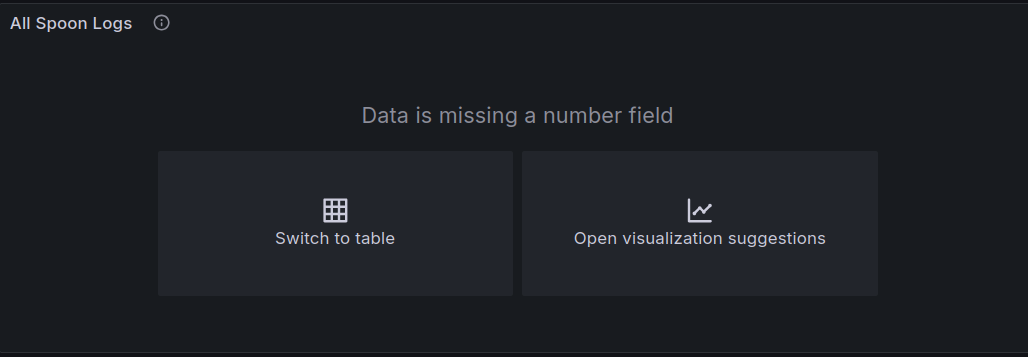 All Spoon Logs
Data is missing a number field
Switch to table
Open visualization suggestions